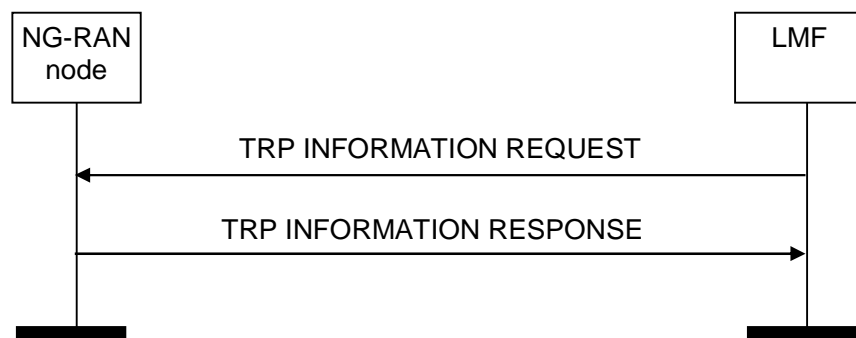 NG-RAN
node
LMF
TRP INFORMATION REQUEST
TRP INFORMATION RESPONSE